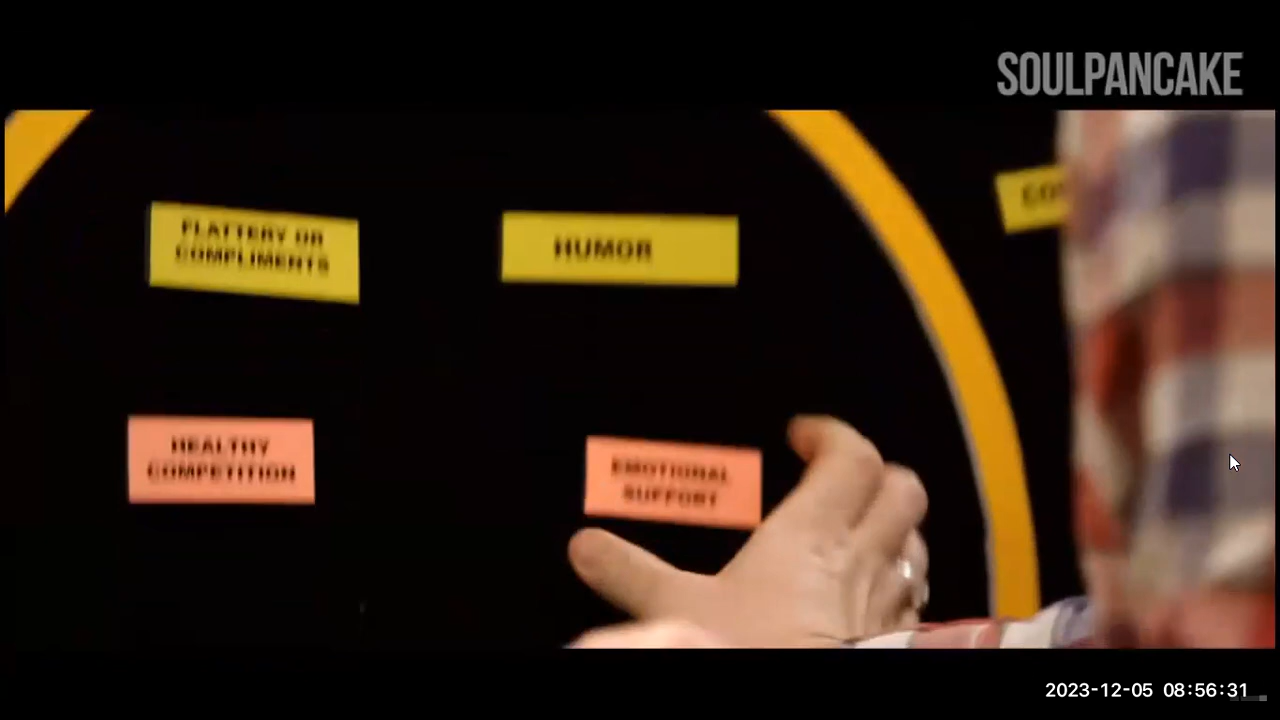 SOULPANCAKE
FLATTERY OR
COMPLIMENTS
HUMOR
HEALTHY
COMPETITION
EMOTIONAL
SUPPORT
2023-12-05 08:56:31